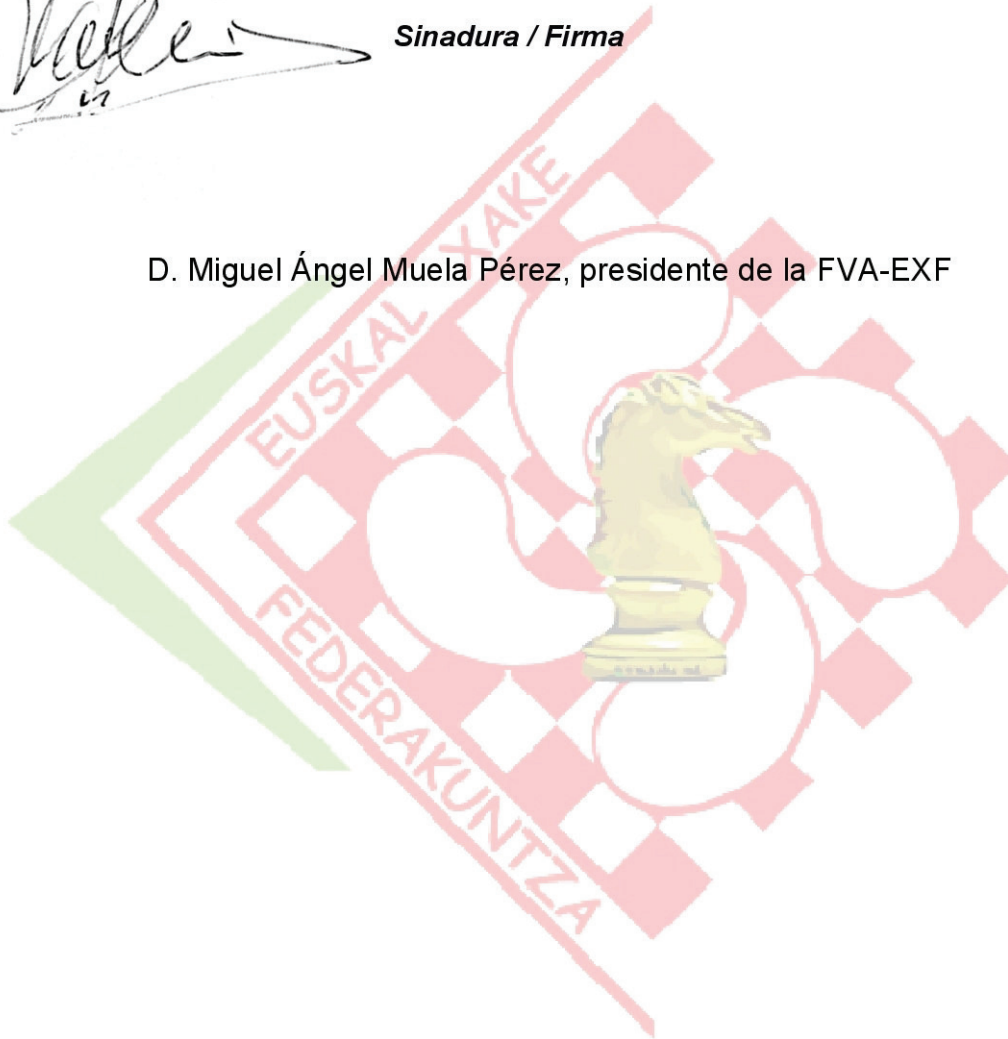 Sinadura / Firma
D. Miguel Ángel Muela Pérez, presidente de la FVA-EXF
EUSKAL XAKE
FEDERAKUNTZA